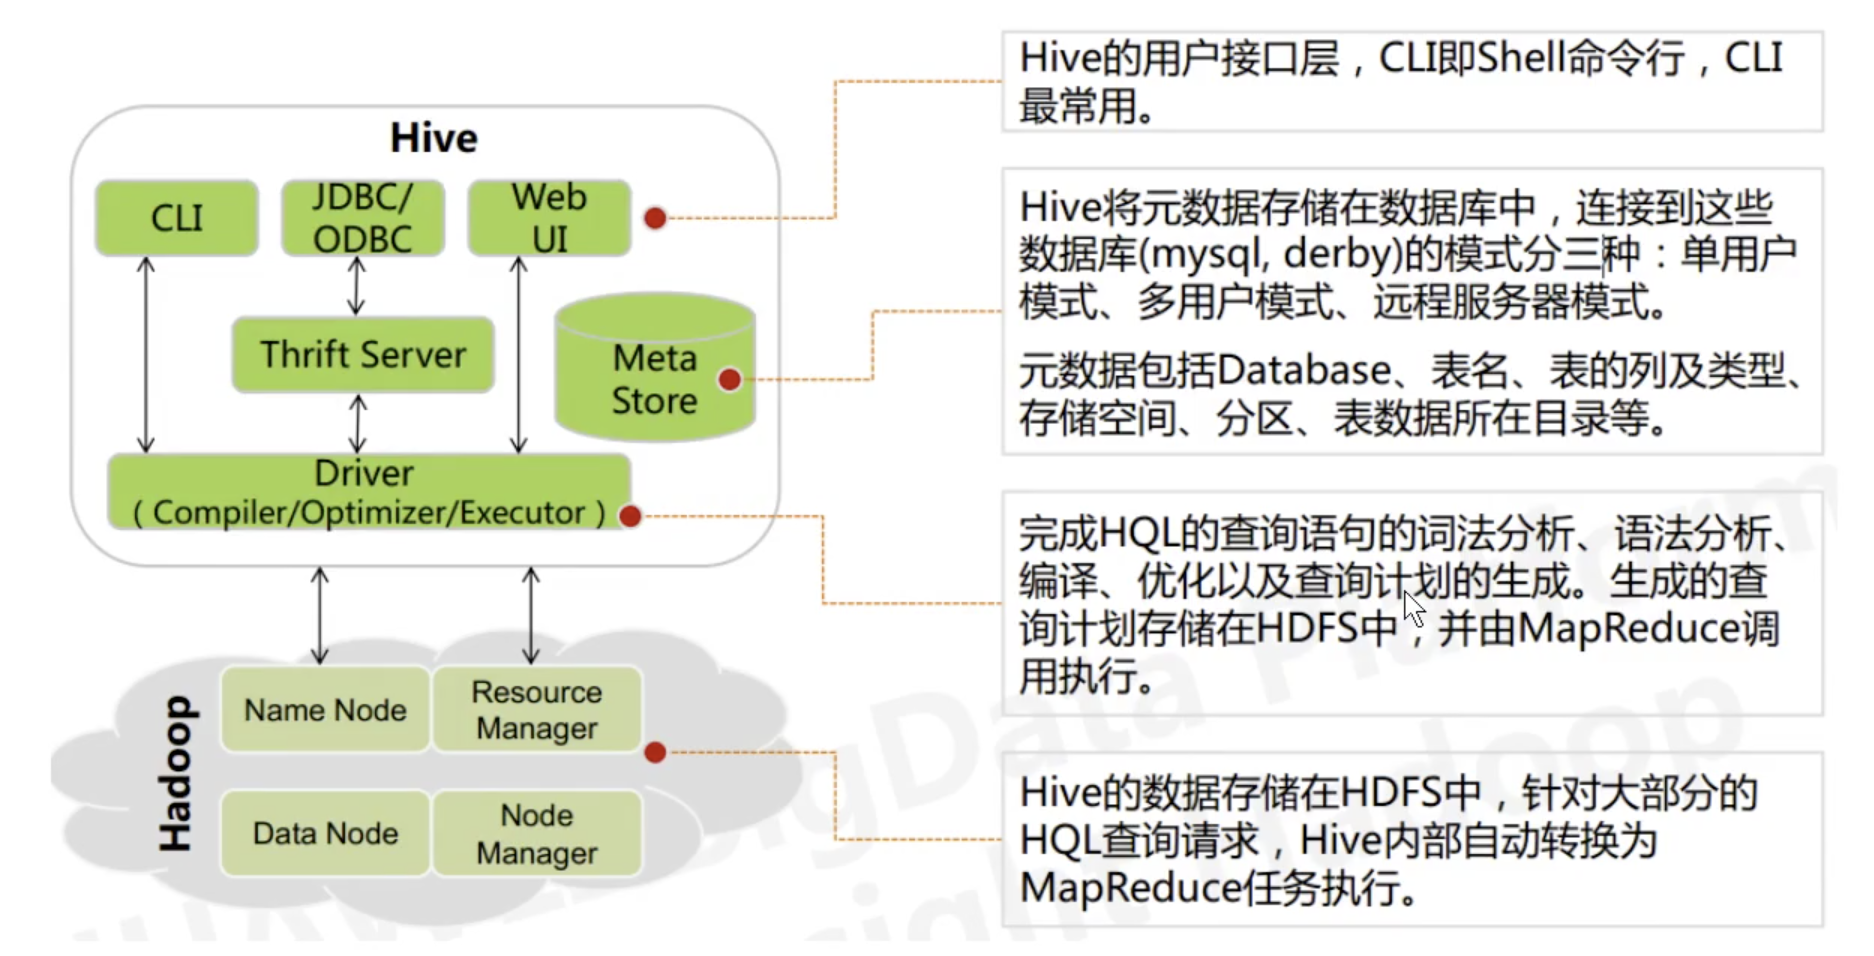 Hive
CLI
JDBC/
ODBC
Web
UI
Thrift Server
Meta
Store
Driver
( Compiler/Optimizer/Executor )
Hadoop
Name Node
Resource
Manager
Data Node
Node
Manager
Hive的用户接口层，CLI即Shell命令行，CLI
最常用。
Hive将元数据存储在数据库中，连接到这些
数据库(mysql, derby)的模式分三种：单用户
模式、多用户模式、远程服务器模式。
元数据包括Database、表名、表的列及类型、
存储空间、分区、表数据所在目录等。
完成HQL的查询语句的词法分析、语法分析、
编译、优化以及查询计划的生成。生成的查
询计划存储在HDFS中，并由MapReduce调
用执行。
Hive的数据存储在HDFS中，针对大部分的
HQL查询请求，Hive内部自动转换为
MapReduce任务执行。
BigData Platform
Hadoop